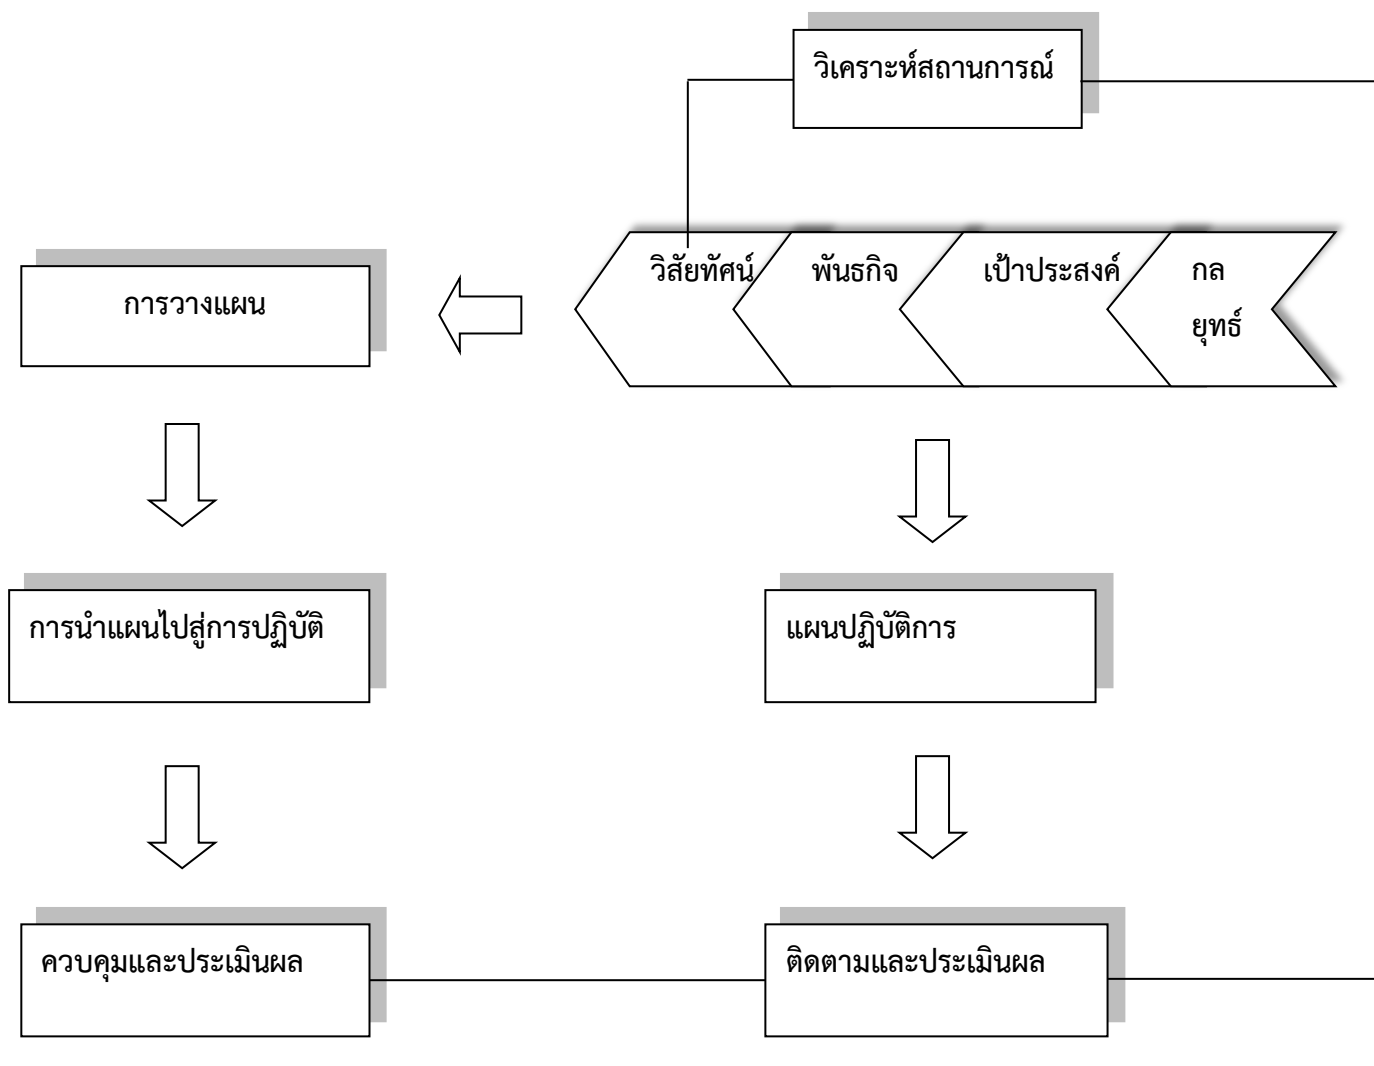 วิเคราะห์สถานการณ์
วิสัยทัศน์
พันธกิจ
เป้าประสงค์
กล
ยุทธ์
การวางแผน
การนำแผนไปสู่การปฏิบัติ
แผนปฏิบัติการ
ควบคุมและประเมินผล
ติดตามและประเมินผล